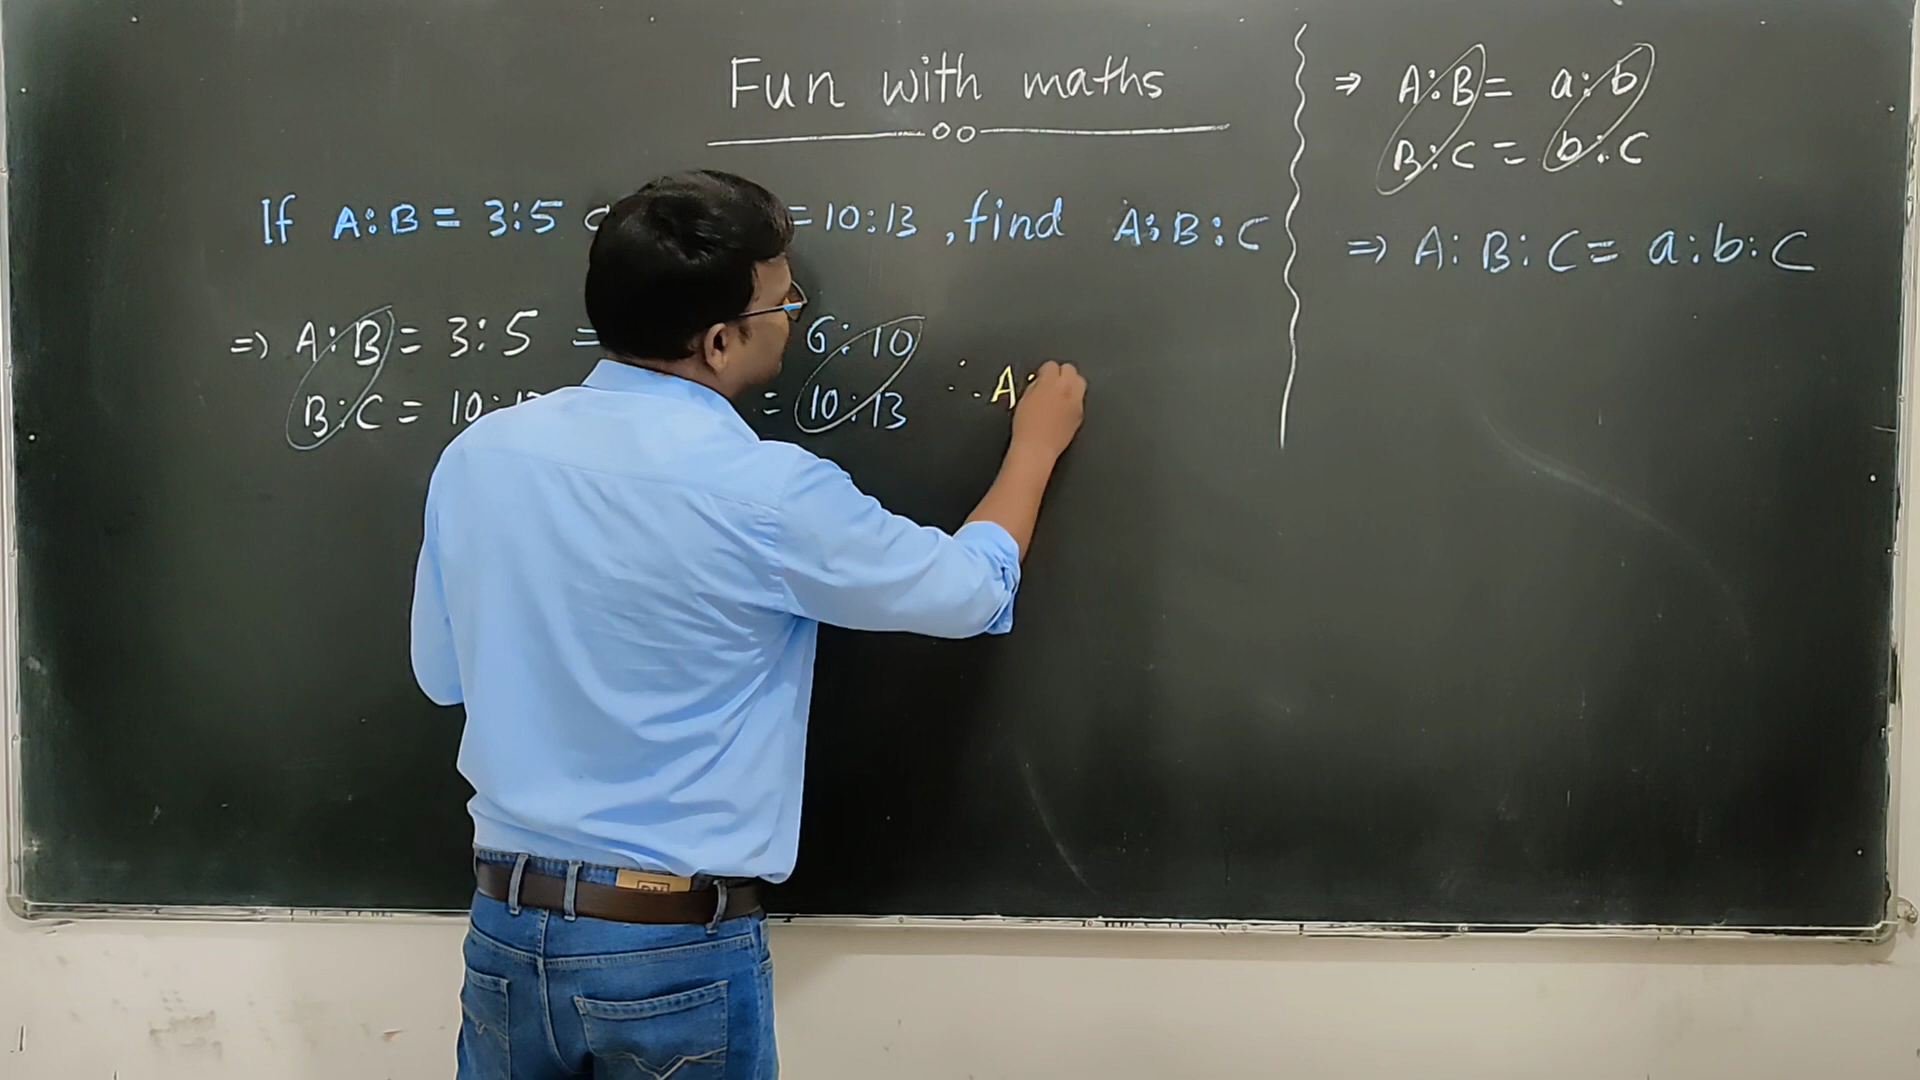 Fun with maths
If A:B = 3:5 = 10:13, find A:B:C
⇒ A:B = 3:5 = 6:10
B:C = 10: = 10:13
∴ A:
⇒ A:B = a:b
B:C = b:c
⇒ A:B:C = a:b:c